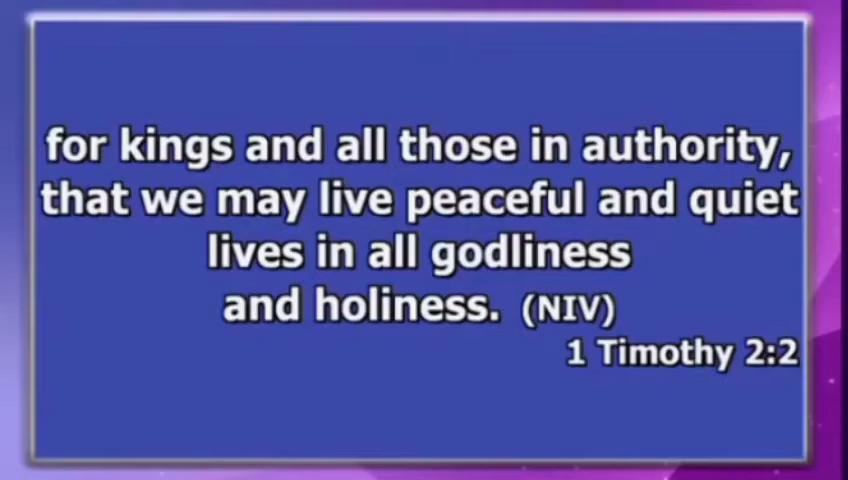 for kings and all those in authority,
that we may live peaceful and quiet
lives in all godliness
and holiness. (NIV)
1 Timothy 2:2